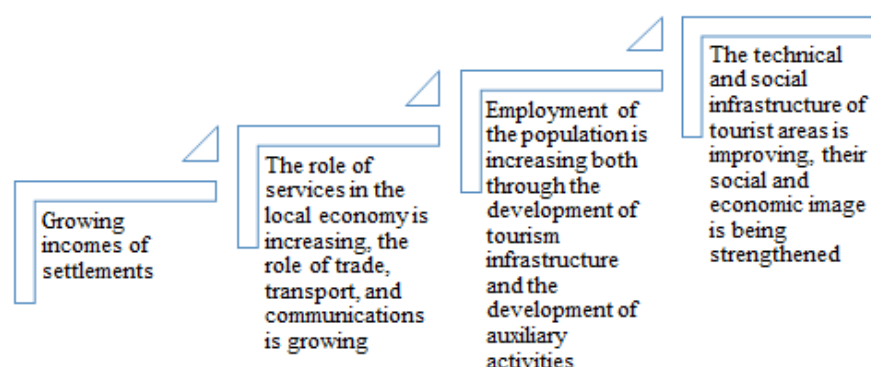 Growing
incomes of
settlements
The role of
services in the
local economy is
increasing, the
role of trade,
transport, and
communications
is growing
Employment of
the population is
increasing both
through the
development of
tourism
infrastructure
and the
development of
auxiliary
activities
The technical
and social
infrastructure of
tourist areas is
improving, their
social and
economic image
is being
strengthened